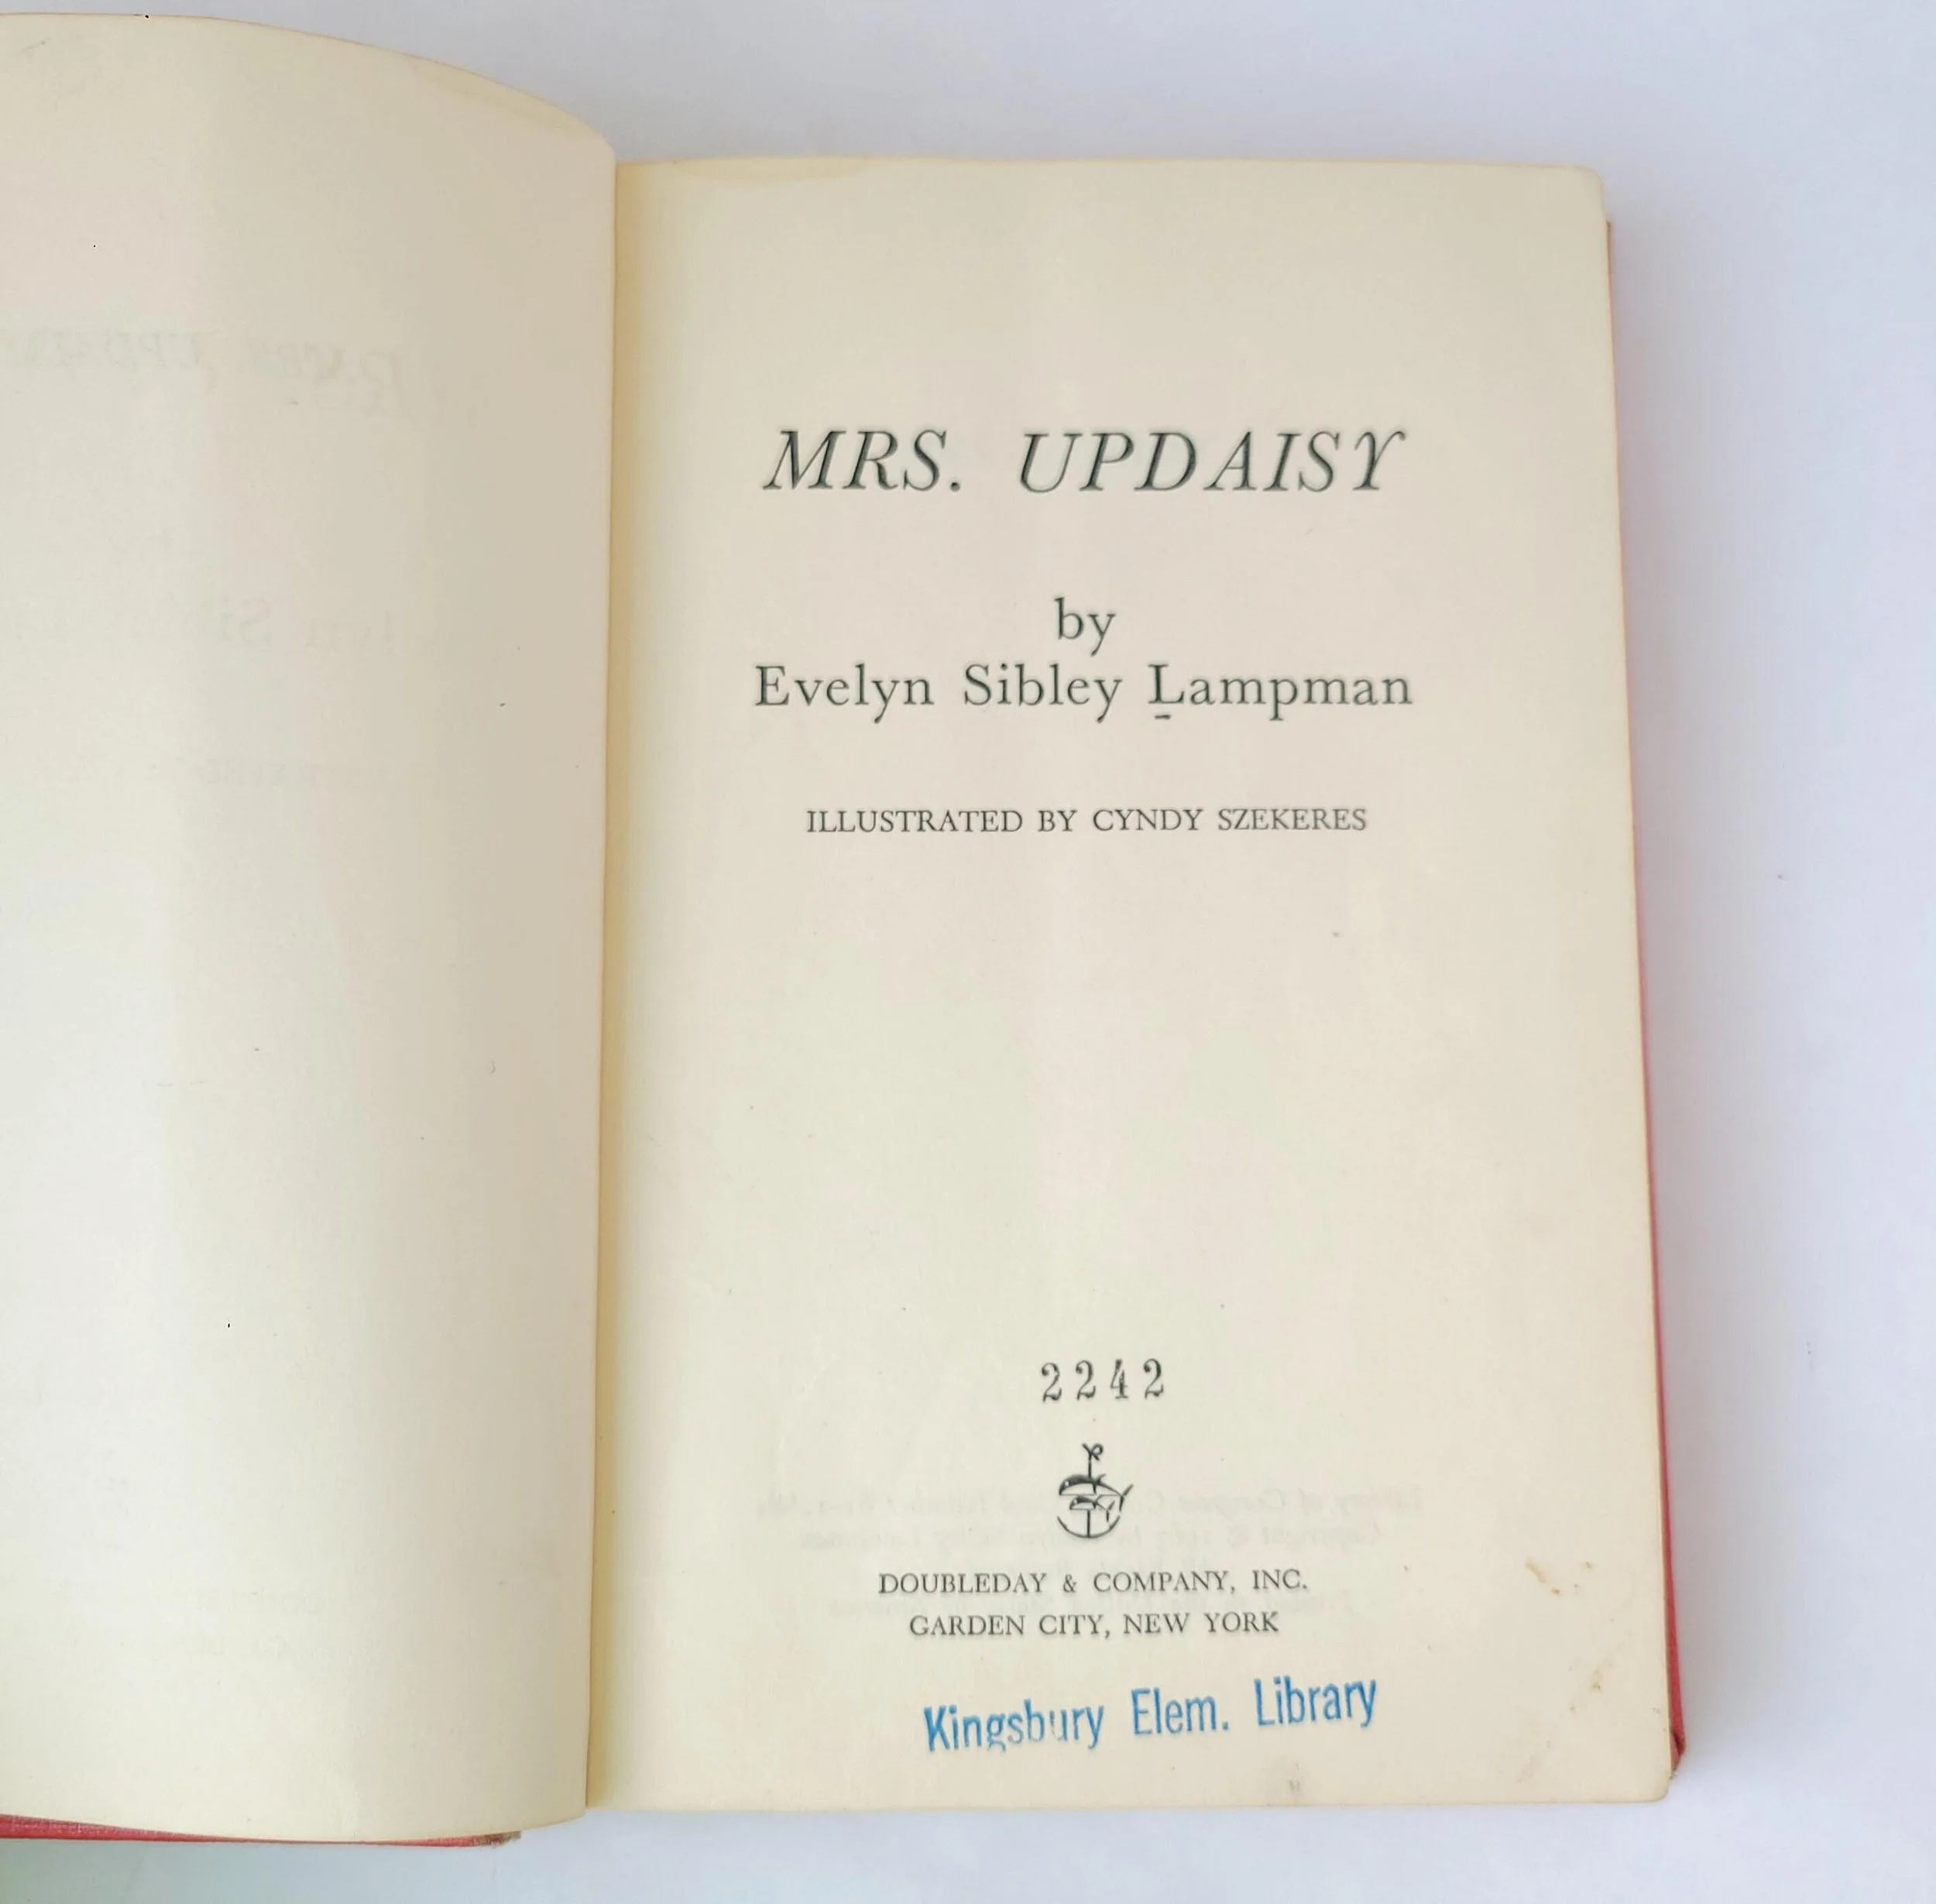 MRS. UPDAISY
by
Evelyn Sibley Lampman
ILLUSTRATED BY CYNDY SZEKERES
2242
DOUBLEDAY & COMPANY, INC.
GARDEN CITY, NEW YORK
Kingsbury Elem. Library